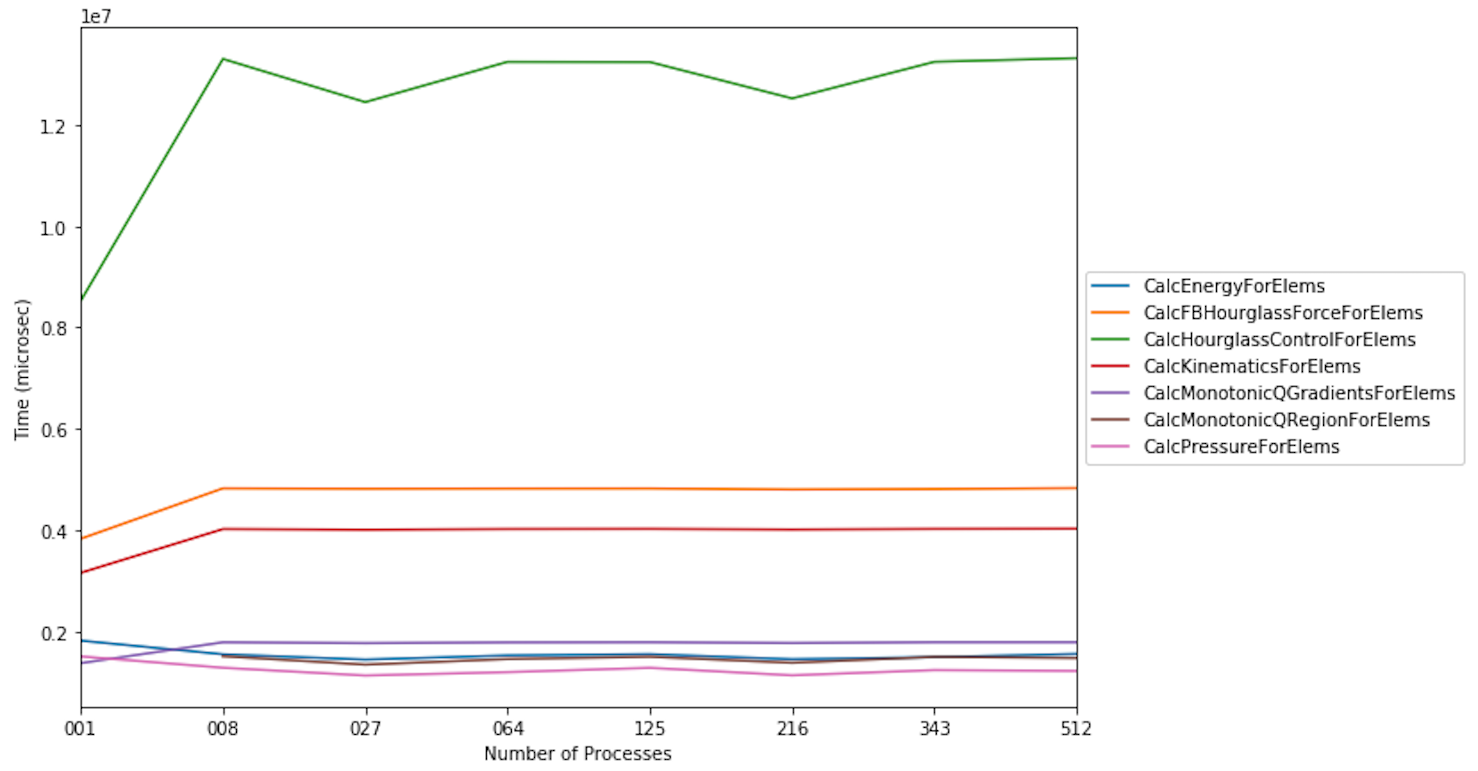 1e7
1.2
1.0
0.8
0.6
0.4
0.2
Time (microsec)
001 008 027 064 125 216 343 512
Number of Processes
CalcEnergyForElems
CalcFBHourglassForceForElems
CalcHourglassControlForElems
CalcKinematicsForElems
CalcMonotonicQGradientsForElems
CalcMonotonicQRegionForElems
CalcPressureForElems